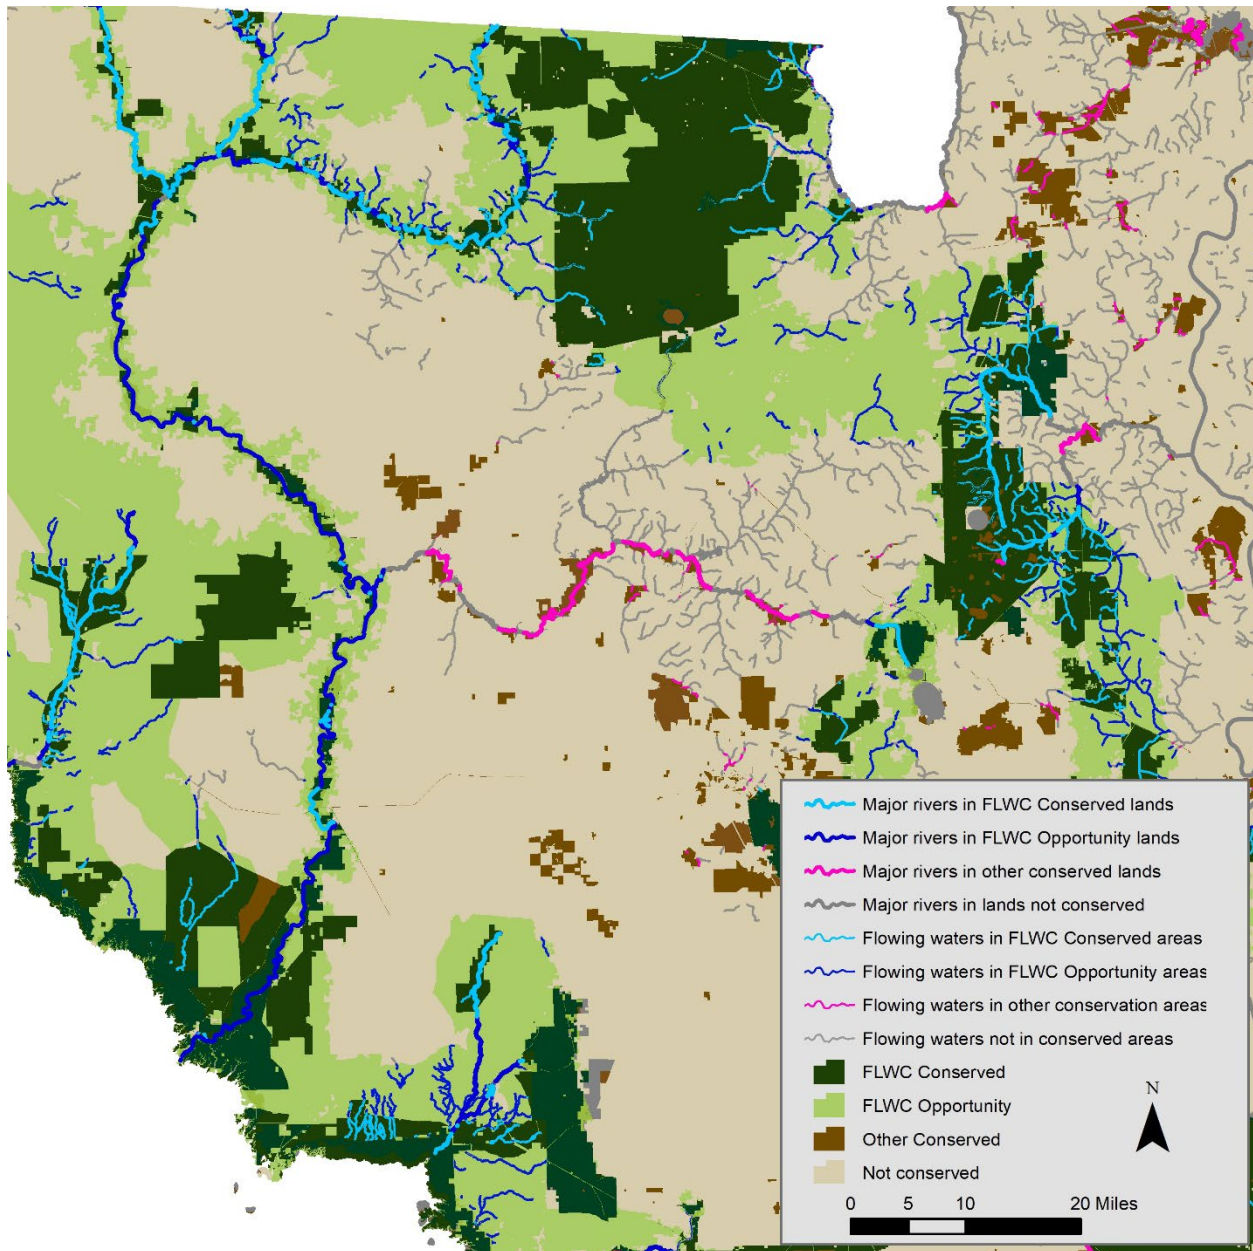 Major rivers in FLWC Conserved lands
Major rivers in FLWC Opportunity lands
Major rivers in other conserved lands
Major rivers in lands not conserved
Flowing waters in FLWC Conserved areas
Flowing waters in FLWC Opportunity areas
Flowing waters in other conservation areas
Flowing waters not in conserved areas
FLWC Conserved
FLWC Opportunity
Other Conserved
Not conserved
N
0 5 10 20 Miles